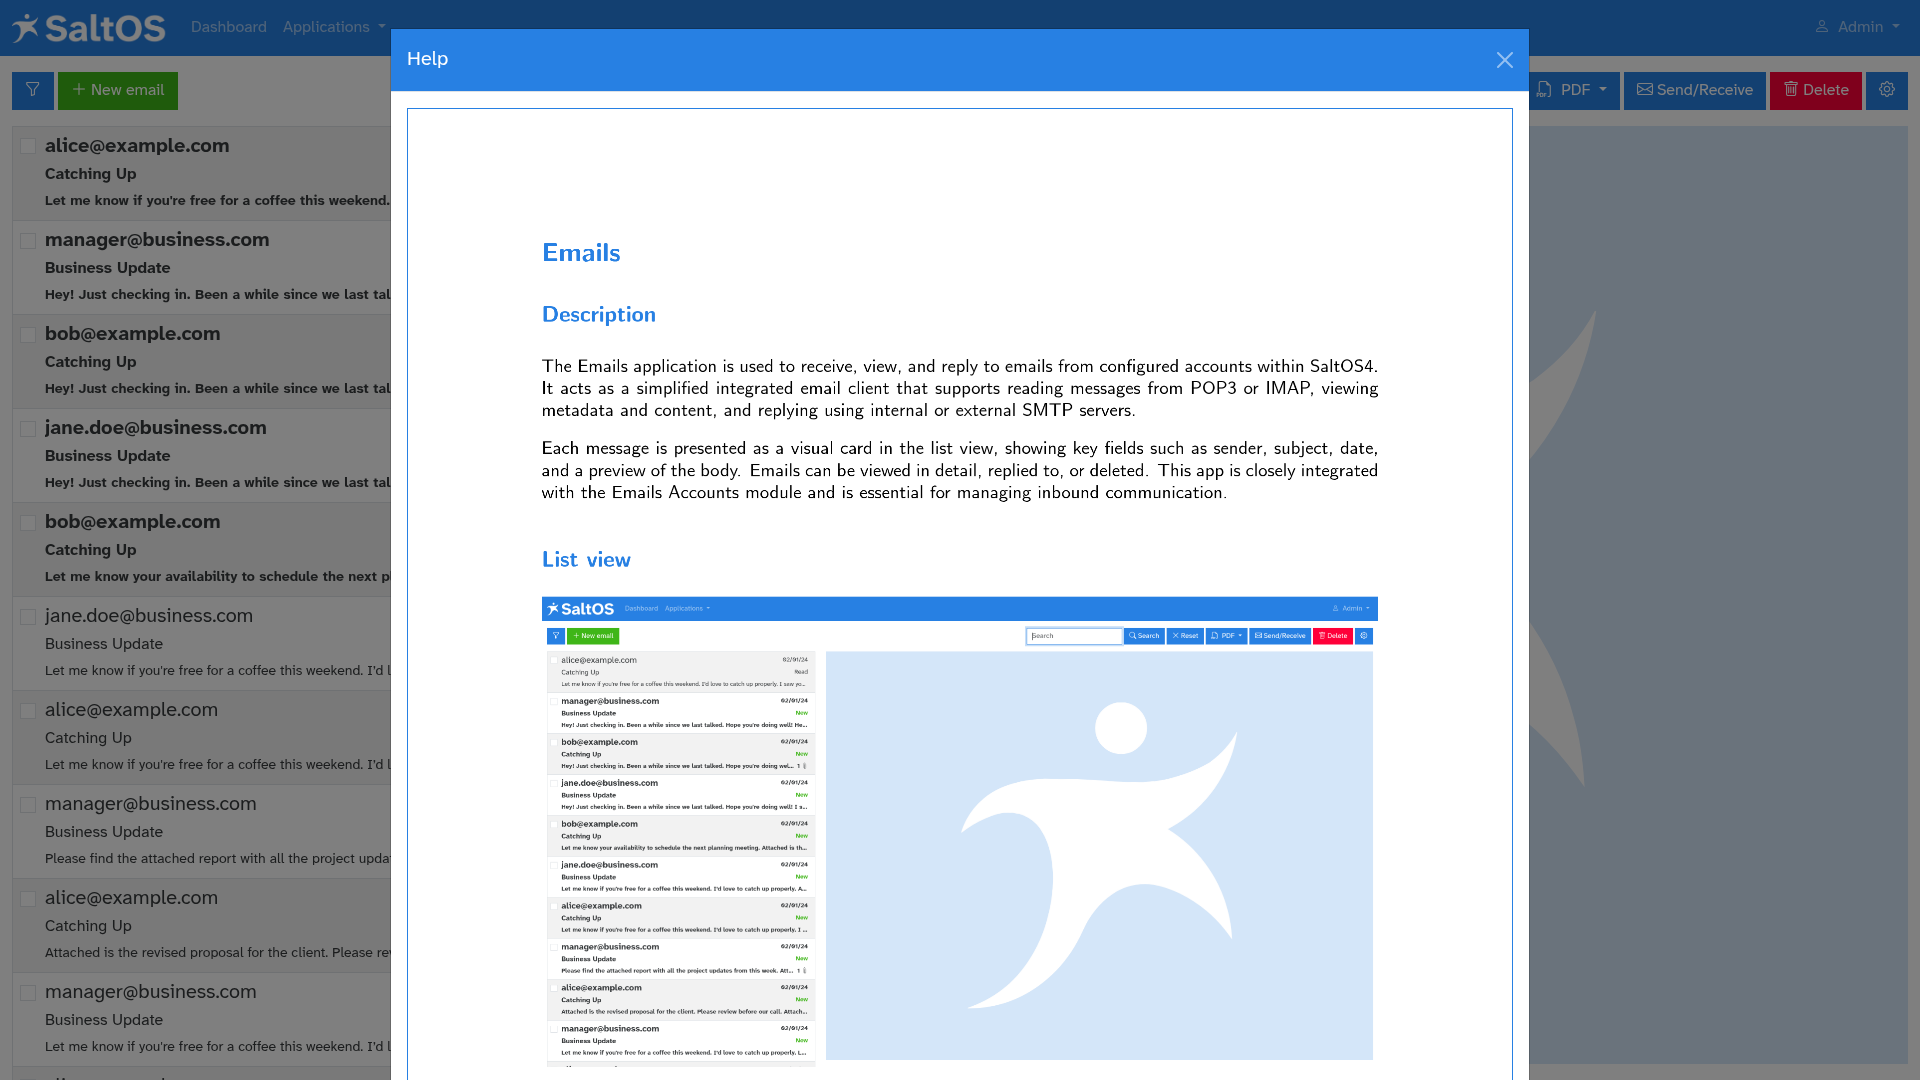 SaltOS
Dashboard
Applications
Admin
New email
PDF
Send/Receive
Delete
alice@example.com
Catching Up
Let me know if you're free for a coffee this weekend.
manager@business.com
Business Update
Hey! Just checking in. Been a while since we last tal
bob@example.com
Catching Up
Hey! Just checking in. Been a while since we last tal
jane.doe@business.com
Business Update
Hey! Just checking in. Been a while since we last tal
bob@example.com
Catching Up
Let me know your availability to schedule the next pl
jane.doe@business.com
Business Update
Let me know if you're free for a coffee this weekend. I'd l
alice@example.com
Catching Up
Let me know if you're free for a coffee this weekend. I'd l
manager@business.com
Business Update
Please find the attached report with all the project upda
alice@example.com
Catching Up
Attached is the revised proposal for the client. Please re
manager@business.com
Business Update
Let me know if you're free for a coffee this weekend. I'd l
Help
Emails
Description
The Emails application is used to receive, view, and reply to emails from configured accounts within SaltOS4.
It acts as a simplified integrated email client that supports reading messages from POP3 or IMAP, viewing
metadata and content, and replying using internal or external SMTP servers.
Each message is presented as a visual card in the list view, showing key fields such as sender, subject, date,
and a preview of the body. Emails can be viewed in detail, replied to, or deleted. This app is closely integrated
with the Emails Accounts module and is essential for managing inbound communication.
List view
SaltOS
Dashboard
Applications
Admin
New email
Search
Search
Reset
PDF
Send/Receive
Delete
alice@example.com 02/01/24
Catching Up Read
Let me know if you're free for a coffee this weekend. I'd love to catch up properly. I saw yo...
manager@business.com 02/01/24
Business Update New
Hey! Just checking in. Been a while since we last talked. Hope you're doing well! He...
bob@example.com 02/01/24
Catching Up New
Hey! Just checking in. Been a while since we last talked. Hope you're doing wel... 1
jane.doe@business.com 02/01/24
Business Update New
Hey! Just checking in. Been a while since we last talked. Hope you're doing well! I s...
bob@example.com 02/01/24
Catching Up New
Let me know your availability to schedule the next planning meeting. Attached is th...
jane.doe@business.com 02/01/24
Business Update New
Let me know if you're free for a coffee this weekend. I'd love to catch up properly. A...
alice@example.com 02/01/24
Catching Up New
Let me know if you're free for a coffee this weekend. I'd love to catch up properly. I ...
manager@business.com 02/01/24
Business Update New
Please find the attached report with all the project updates from this week. Att... 1
alice@example.com 02/01/24
Catching Up New
Attached is the revised proposal for the client. Please review before our call. Attach...
manager@business.com 02/01/24
Business Update New
Let me know if you're free for a coffee this weekend. I'd love to catch up properly. L...